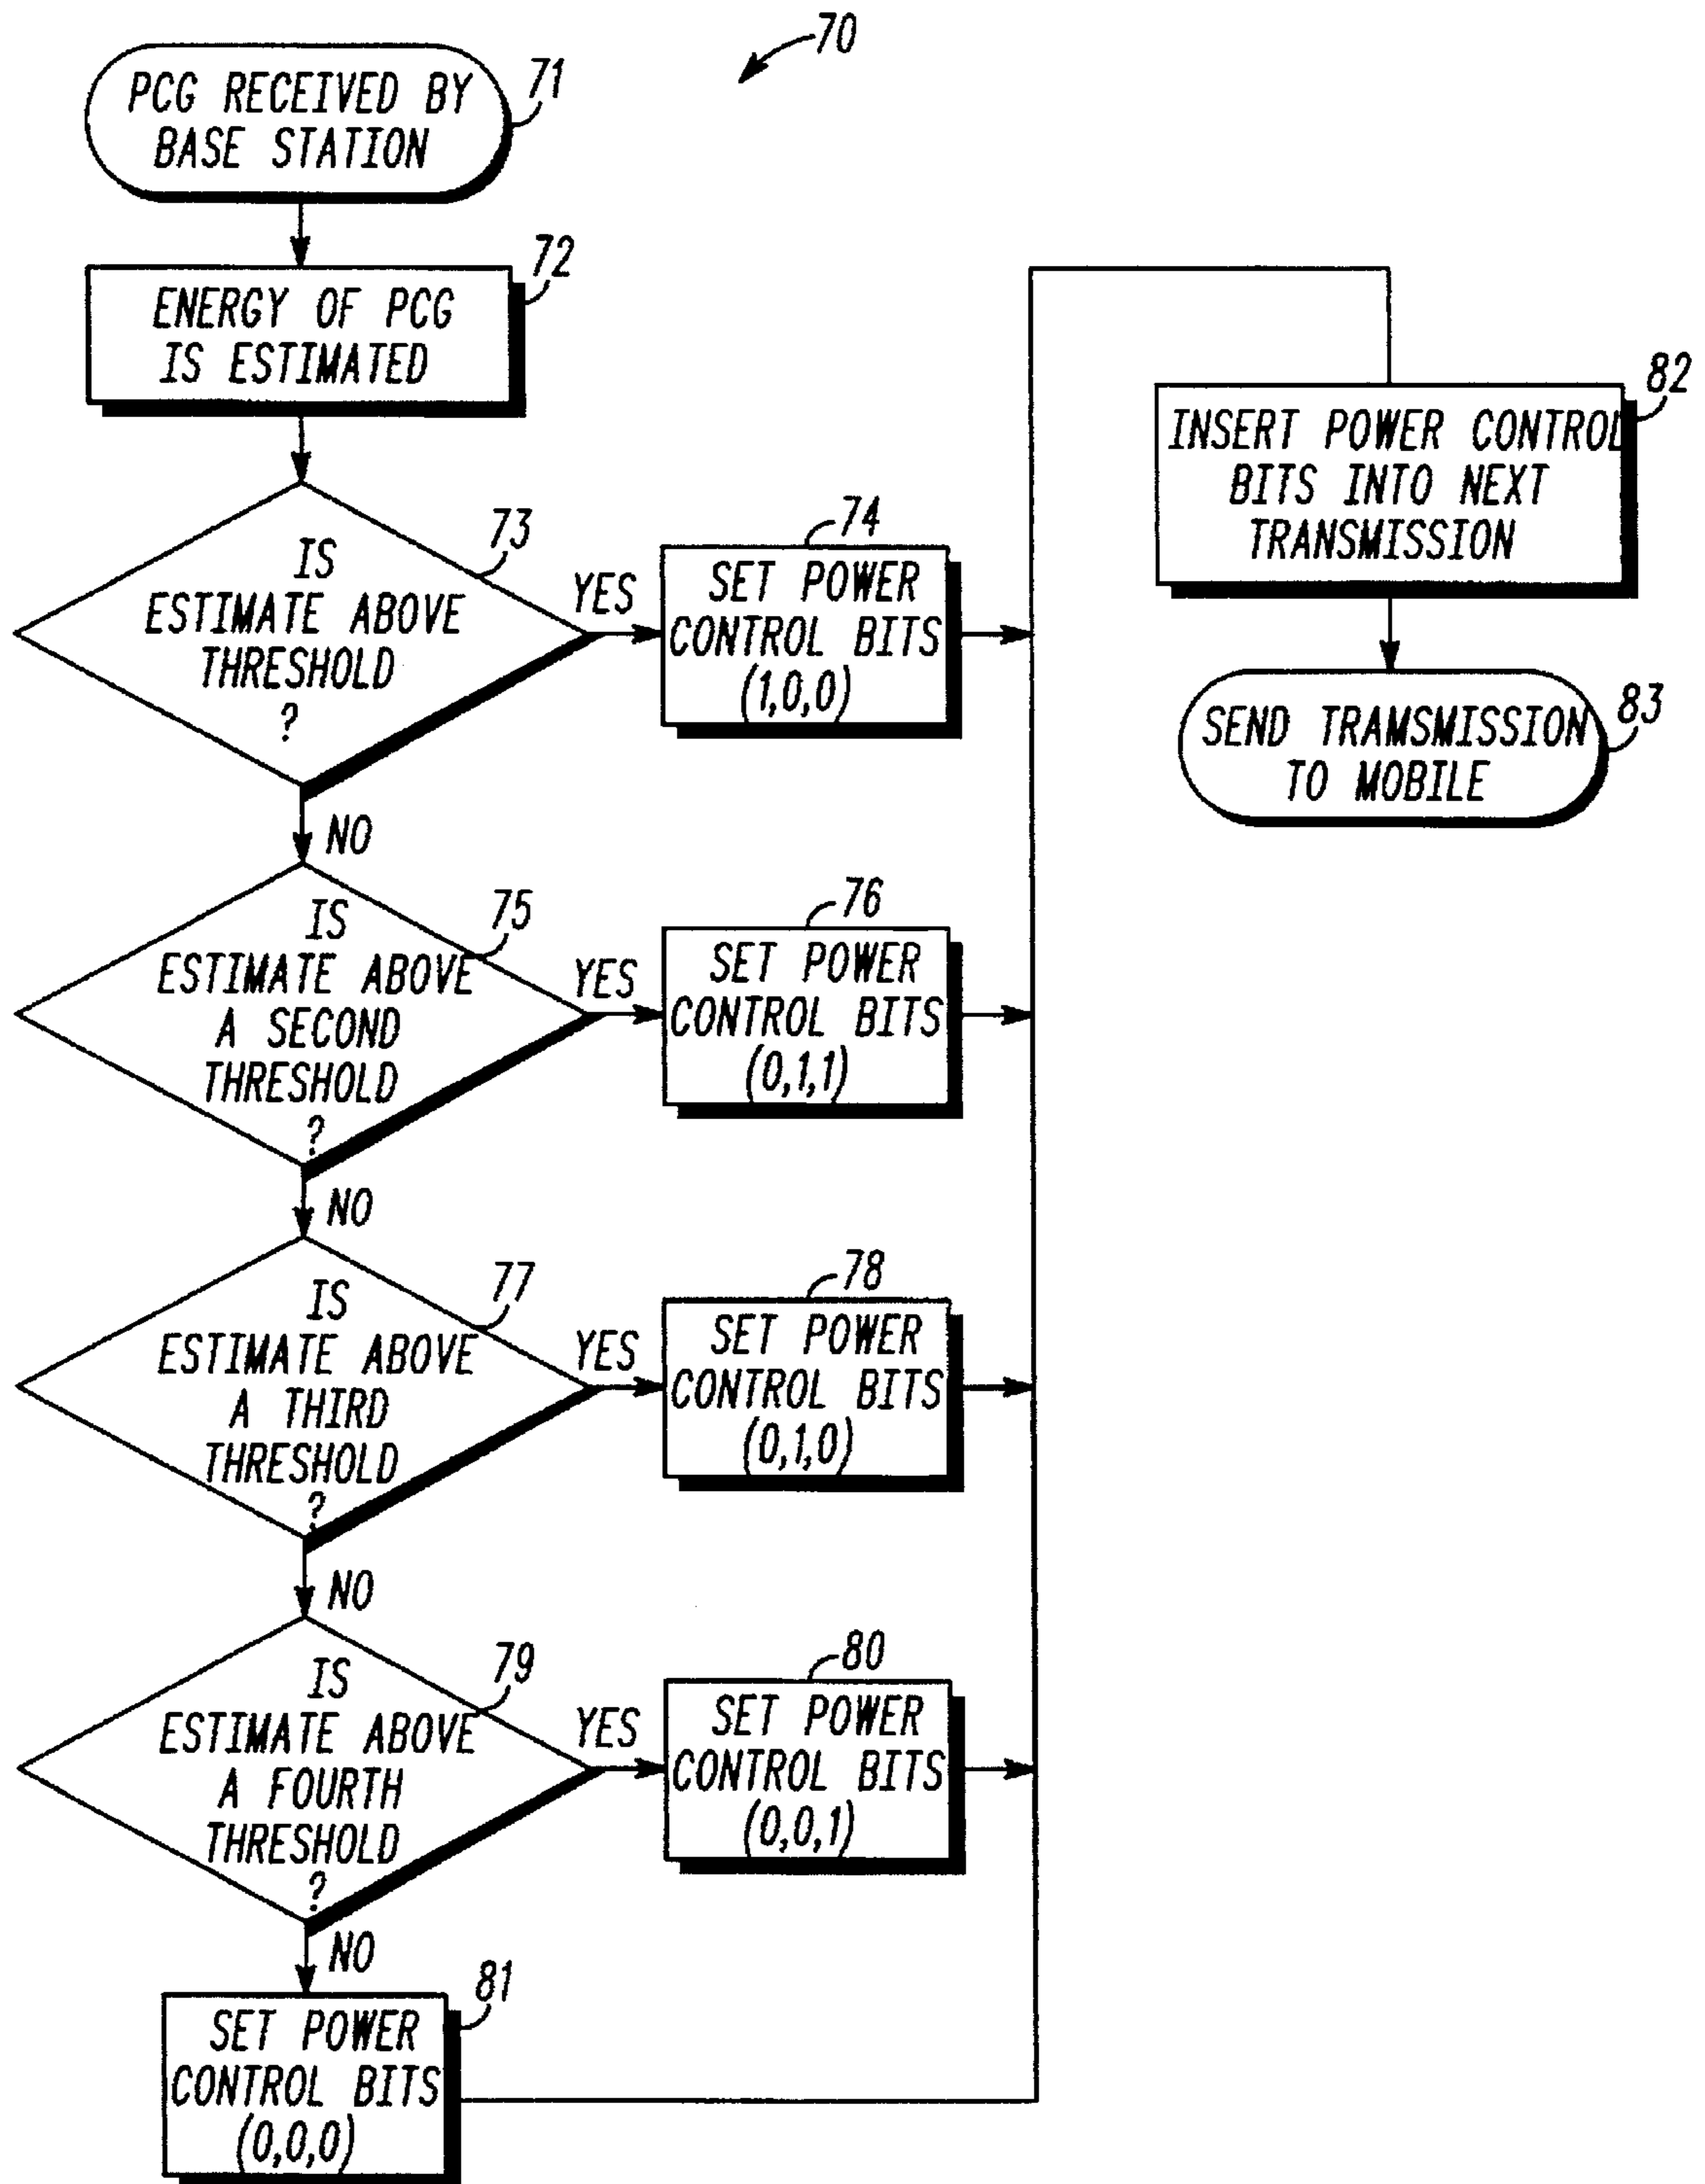 70
PCG RECEIVED BY
BASE STATION
71
ENERGY OF PCG
IS ESTIMATED
72
IS
ESTIMATE ABOVE
THRESHOLD
?
73
YES
NO
SET POWER
CONTROL BITS
(1,0,0)
74
IS
ESTIMATE ABOVE
A SECOND
THRESHOLD
?
75
YES
NO
SET POWER
CONTROL BITS
(0,1,1)
76
IS
ESTIMATE ABOVE
A THIRD
THRESHOLD
?
77
YES
NO
SET POWER
CONTROL BITS
(0,1,0)
78
IS
ESTIMATE ABOVE
A FOURTH
THRESHOLD
?
79
YES
NO
SET POWER
CONTROL BITS
(0,0,1)
80
SET POWER
CONTROL BITS
(0,0,0)
81
INSERT POWER CONTROL
BITS INTO NEXT
TRANSMISSION
82
SEND TRAMSMISSION
TO MOBILE
83